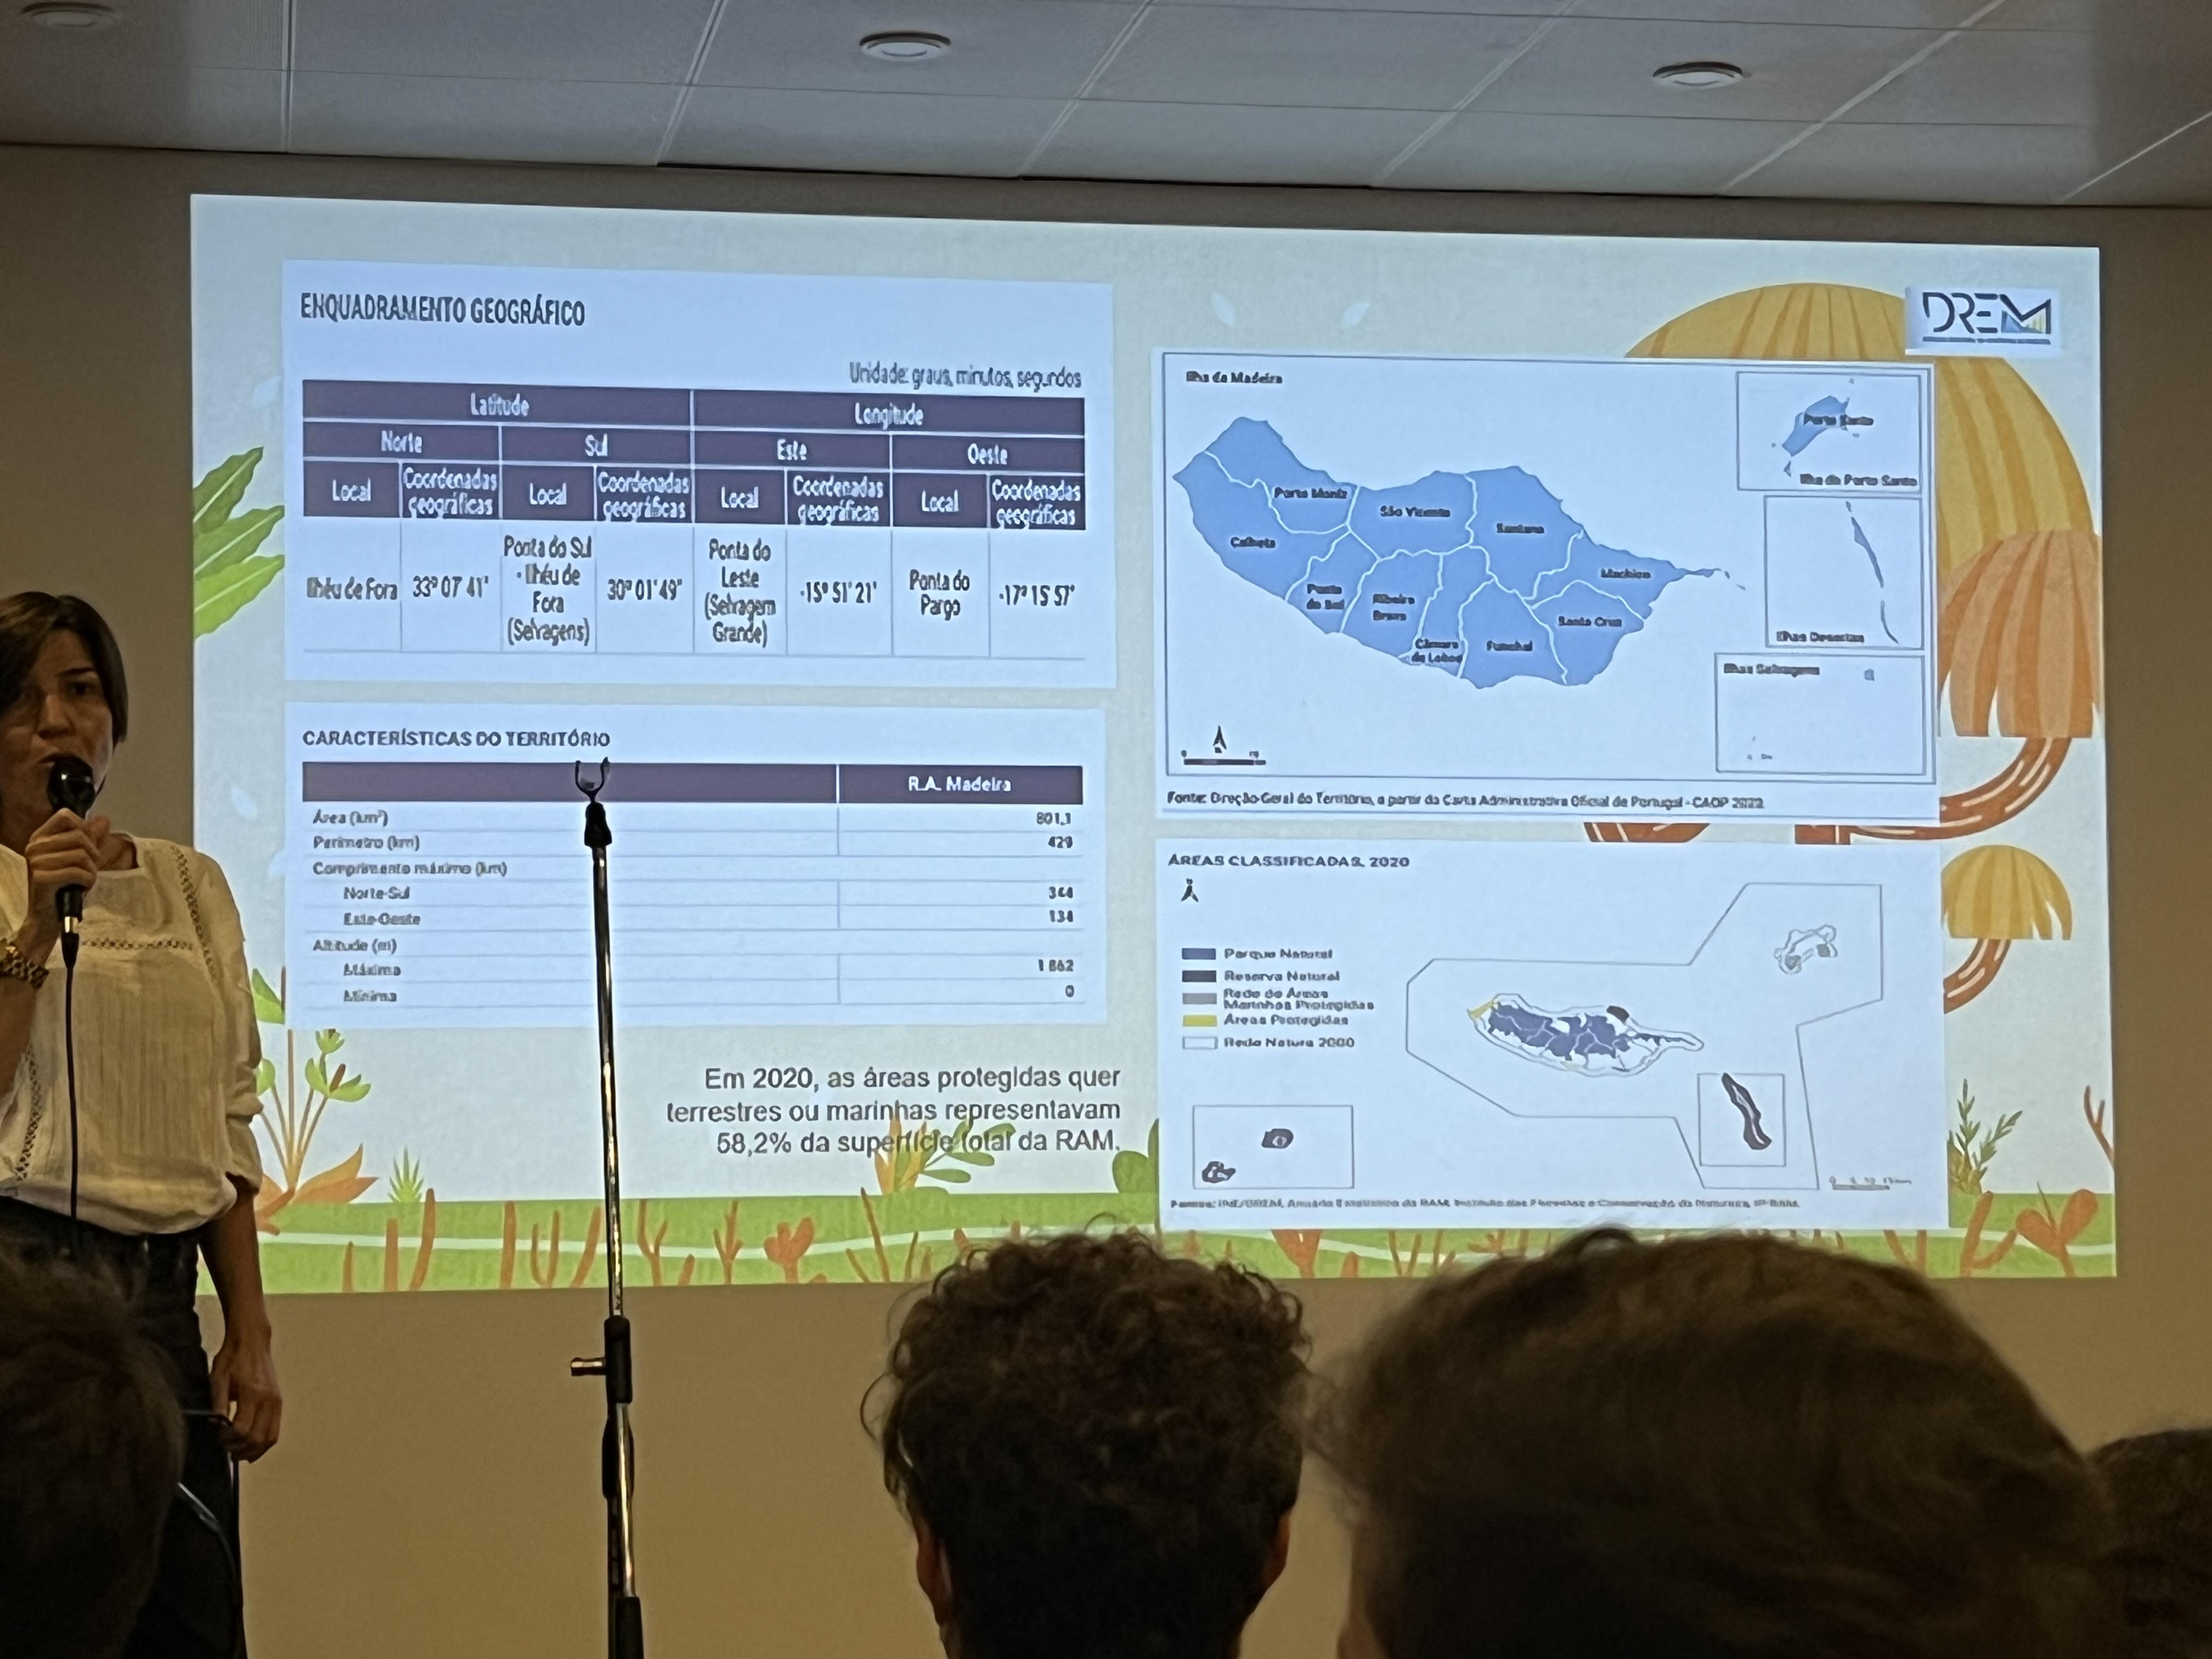 ENQUADRAMENTO GEOGRÁFICO
Unidade: graus, minutos, segundos
Latitude Longitude
Norte Sul Este Oeste
Local Coordenadas geográficas Local Coordenadas geográficas Local Coordenadas geográficas Local Coordenadas geográficas
Ilhéu de Fora 33º 07' 41" Ponta do Sul - Ilhéu de Fora (Selvagens) 30º 01' 49" Ponta do Leste (Selvagem Grande) -15º 51' 21" Ponta do Pargo -17º 15' 57"
CARACTERÍSTICAS DO TERRITÓRIO
R.A. Madeira
Área (km²) 801,1
Perímetro (km) 429
Comprimento máximo (km)
Norte-Sul
Este-Oeste 134
Altitude (m)
Máxima 1 862
Mínima 0
Em 2020, as áreas protegidas quer
terrestres ou marinhas representavam
58,2% da superfície total da RAM.
DREM
Ilha da Madeira
Porto Santo
Ilha do Porto Santo
Porto Moniz
São Vicente
Santana
Calheta
Machico
Ponta do Sol
Ribeira Brava
Santa Cruz
Câmara de Lobos
Funchal
Ilhas Desertas
Ilhas Selvagens
Fonte: Direção-Geral do Território, a partir da Carta Administrativa Oficial de Portugal - CAOP 2022
ÁREAS CLASSIFICADAS, 2020
Parque Natural
Reserva Natural
Rede de Áreas
Marinhas Protegidas
Áreas Protegidas
Rede Natura 2000
Fontes: INE/DREM, Anuário Estatístico da RAM; Instituto das Florestas e Conservação da Natureza, IP-RAM.